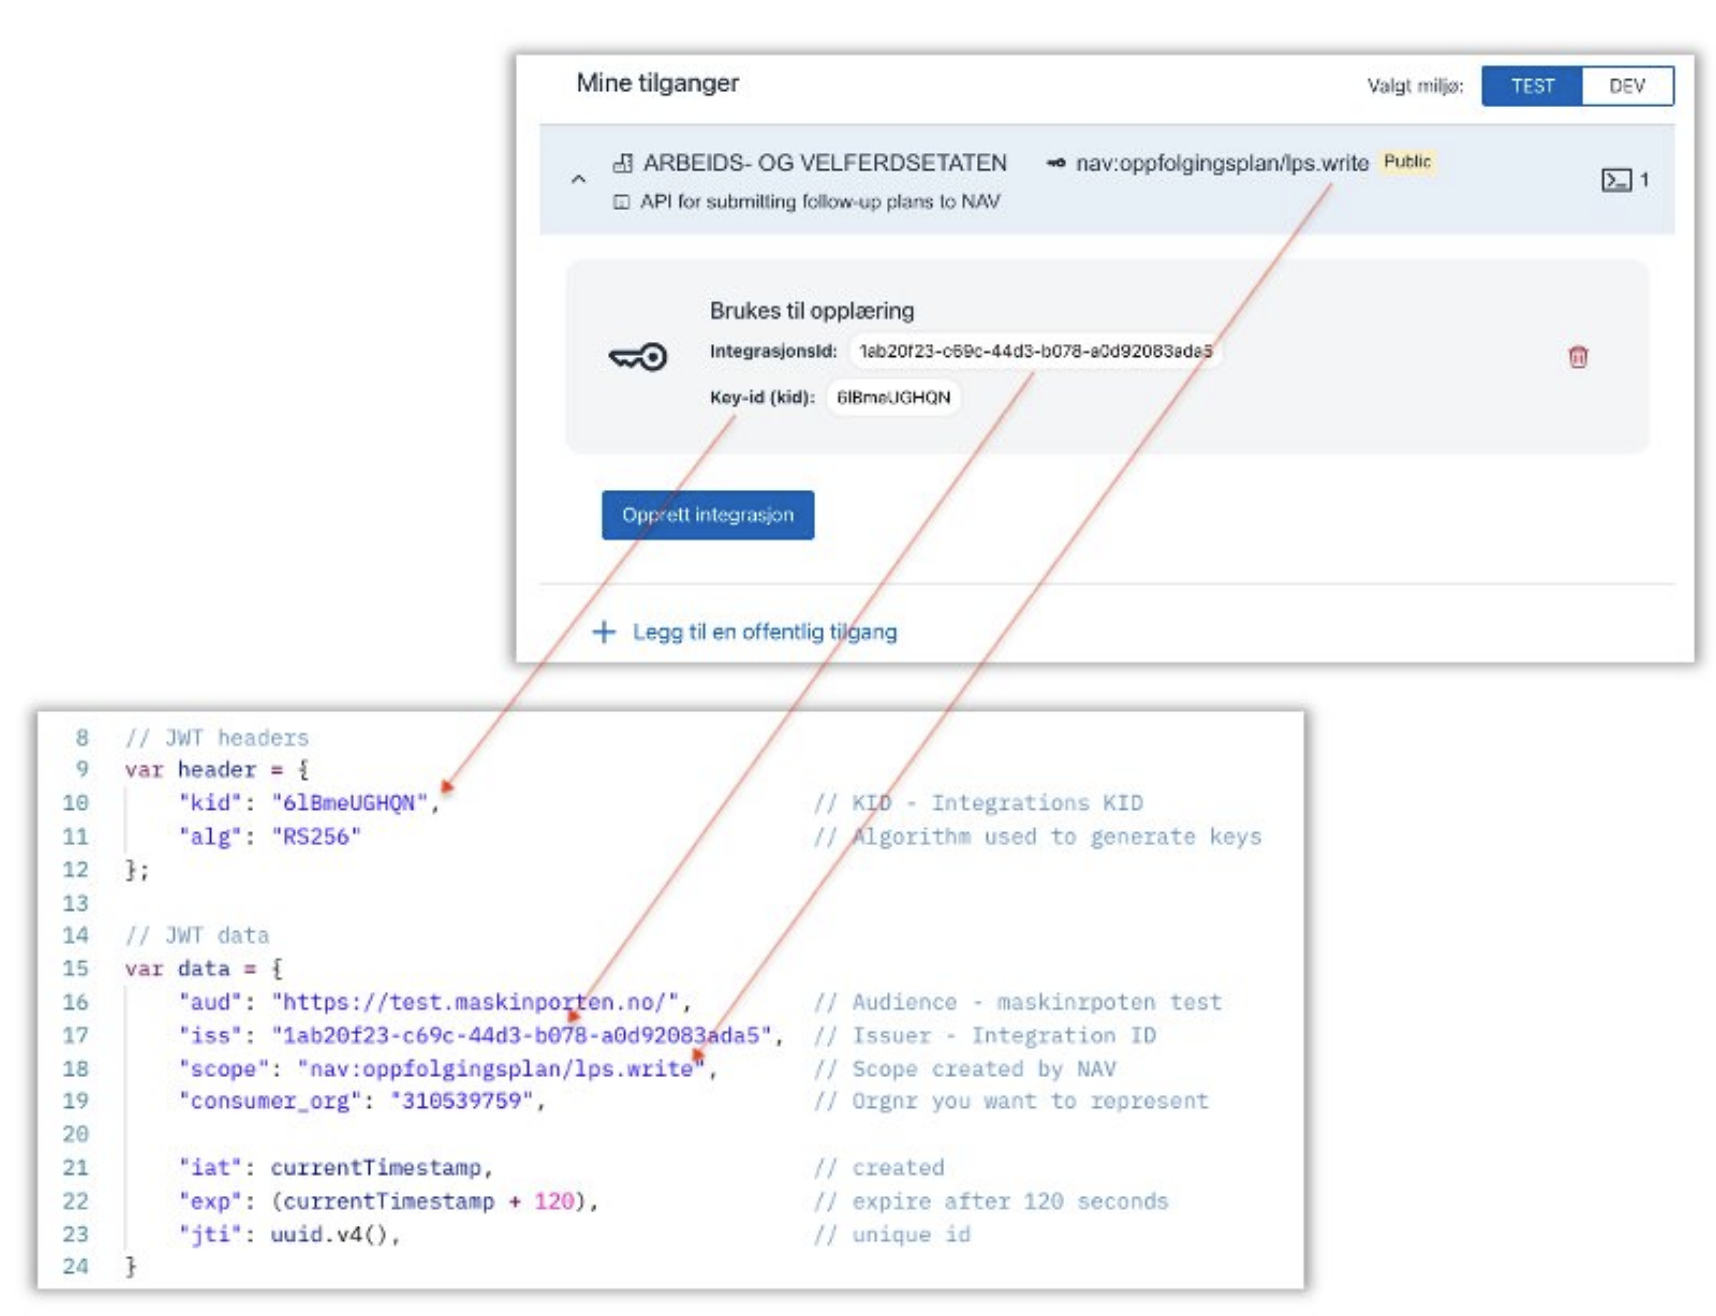 Mine tilganger
Valgt miljø: TEST DEV
ARBEIDS- OG VELFERDSETATEN nav:oppfolgingsplan/lps.write Public
API for submitting follow-up plans to NAV
1
Brukes til opplæring
IntegrasjonsId: 1ab20f23-c69c-44d3-b078-a0d92083ada5
Key-id (kid): 6lBmeUGHQN
Opprett integrasjon
Legg til en offentlig tilgang
8 // JWT headers
9 var header = {
10 "kid": "6lBmeUGHQN", // KID - Integrations KID
11 "alg": "RS256" // Algorithm used to generate keys
12 };
13
14 // JWT data
15 var data = {
16 "aud": "https://test.maskinporten.no/", // Audience - maskinrpoten test
17 "iss": "1ab20f23-c69c-44d3-b078-a0d92083ada5", // Issuer - Integration ID
18 "scope": "nav:oppfolgingsplan/lps.write", // Scope created by NAV
19 "consumer_org": "310539759", // Orgnr you want to represent
20
21 "iat": currentTimestamp, // created
22 "exp": (currentTimestamp + 120), // expire after 120 seconds
23 "jti": uuid.v4(), // unique id
24 }